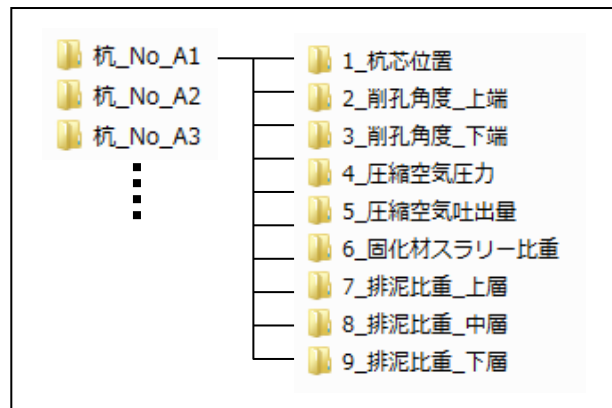 杭_No_A1
杭_No_A2
杭_No_A3
1_杭芯位置
2_削孔角度_上端
3_削孔角度_下端
4_圧縮空気圧力
5_圧縮空気吐出量
6_固化材スラリー比重
7_排泥比重_上層
8_排泥比重_中層
9_排泥比重_下層